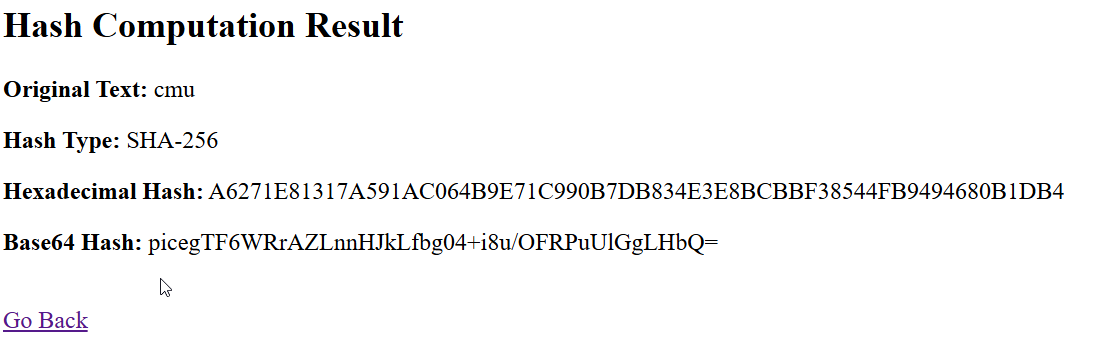 Hash Computation Result
Original Text: cmu
Hash Type: SHA-256
Hexadecimal Hash: A6271E81317A591AC064B9E71C990B7DB834E3E8BCBBF38544FB9494680B1DB4
Base64 Hash: picegTF6WRrAZLnnHJkLfbg04+i8u/OFRPuUlGgLHbQ=
Go Back